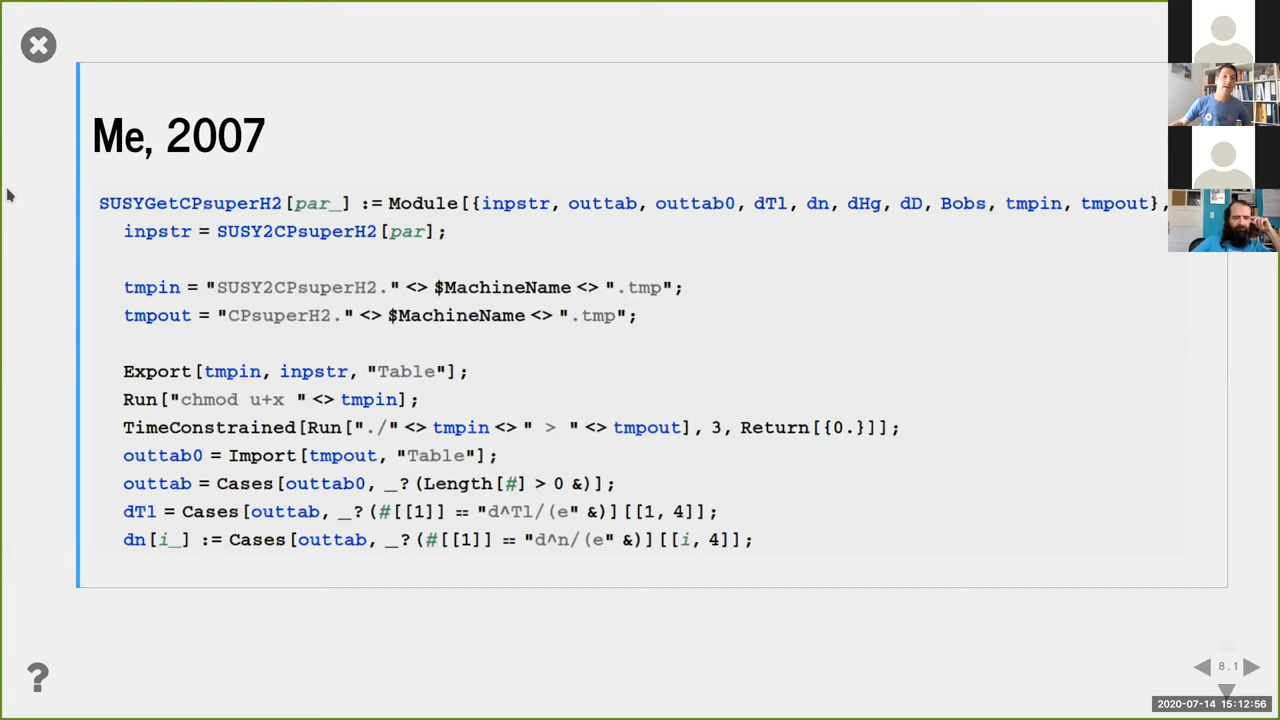 Me, 2007
SUSYGetCPsuperH2[par_] := Module[{inpstr, outtab, outtab0, dTl, dn, dHg, dD, Bobs, tmpin, tmpout},
inpstr = SUSY2CPsuperH2[par];
tmpin = "SUSY2CPsuperH2." <> $MachineName <> ".tmp";
tmpout = "CPsuperH2." <> $MachineName <> ".tmp";
Export[tmpin, inpstr, "Table"];
Run["chmod u+x " <> tmpin];
TimeConstrained[Run["./" <> tmpin <> " > " <> tmpout], 3, Return[{0.}]];
outtab0 = Import[tmpout, "Table"];
outtab = Cases[outtab0, _?(Length[#] > 0 &)];
dTl = Cases[outtab, _?(#[[1]] == "d^Tl/(e" &)][[1, 4]];
dn[i_] := Cases[outtab, _?(#[[1]] == "d^n/(e" &)][[i, 4]];
?
8.1
2020-07-14 15:12:56